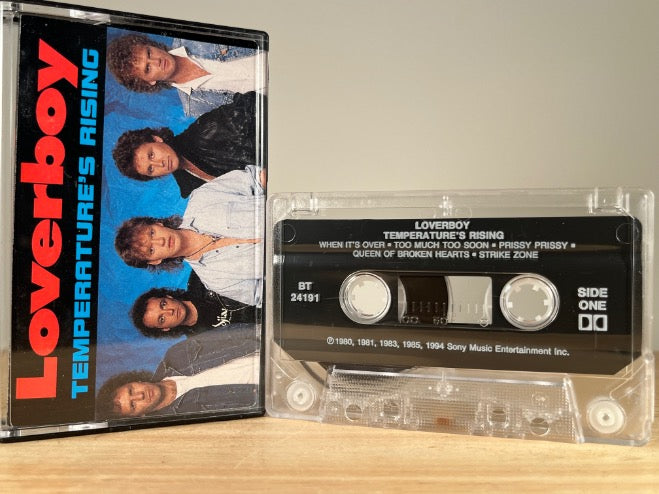 Loverboy
TEMPERATURE'S RISING
LOVERBOY
TEMPERATURE'S RISING
WHEN IT'S OVER ▪ TOO MUCH TOO SOON ▪ PRISSY PRISSY ▪
QUEEN OF BROKEN HEARTS ▪ STRIKE ZONE
BT
24191
SIDE
ONE
50
℗ 1980, 1981, 1983, 1985, 1994 Sony Music Entertainment Inc.